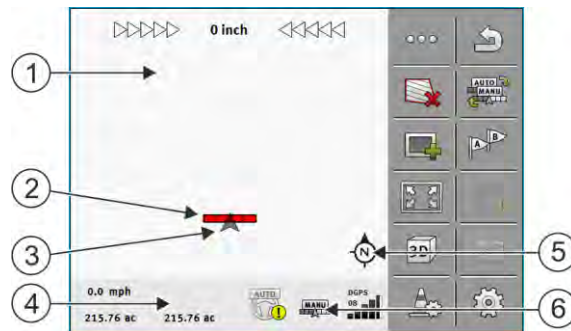 0 inch
1
AUTO
MANU
A B
2
3
N
5
3D
4
0.0 mph
AUTO
MANU
DGPS
08
6
215.76 ac 215.76 ac